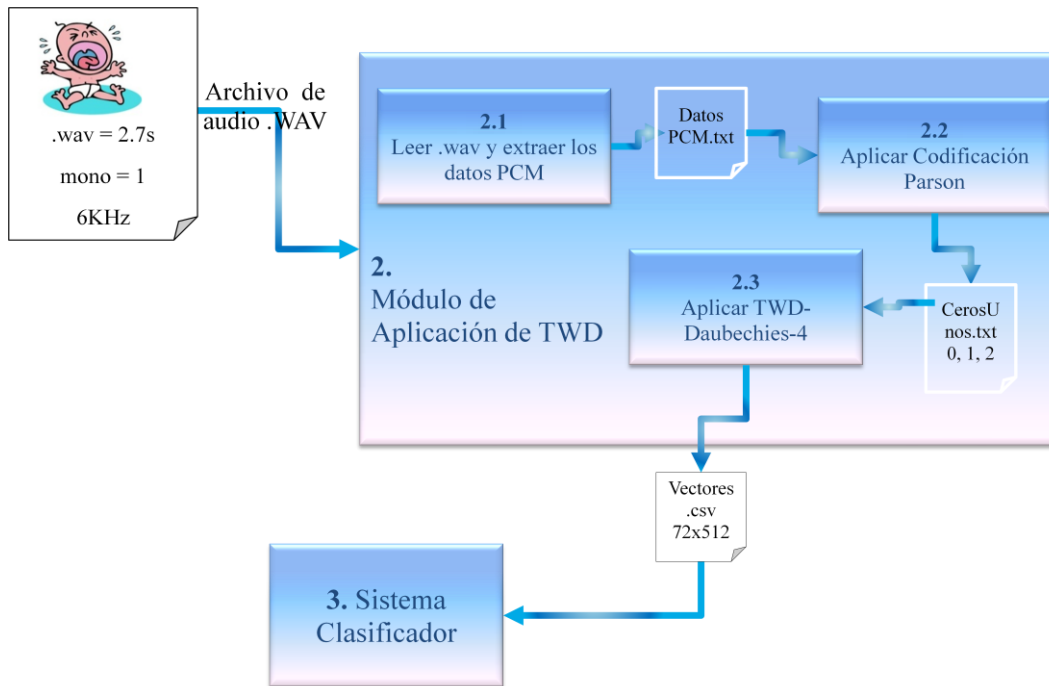 .wav = 2.7s
mono = 1
6KHz
Archivo de
audio .WAV
2.
Módulo de
Aplicación de TWD
2.1
Leer .wav y extraer los
datos PCM
Datos
PCM.txt
2.2
Aplicar Codificación
Parson
CerosU
nos.txt
0, 1, 2
2.3
Aplicar TWD-
Daubechies-4
Vectores
.csv
72x512
3. Sistema
Clasificador